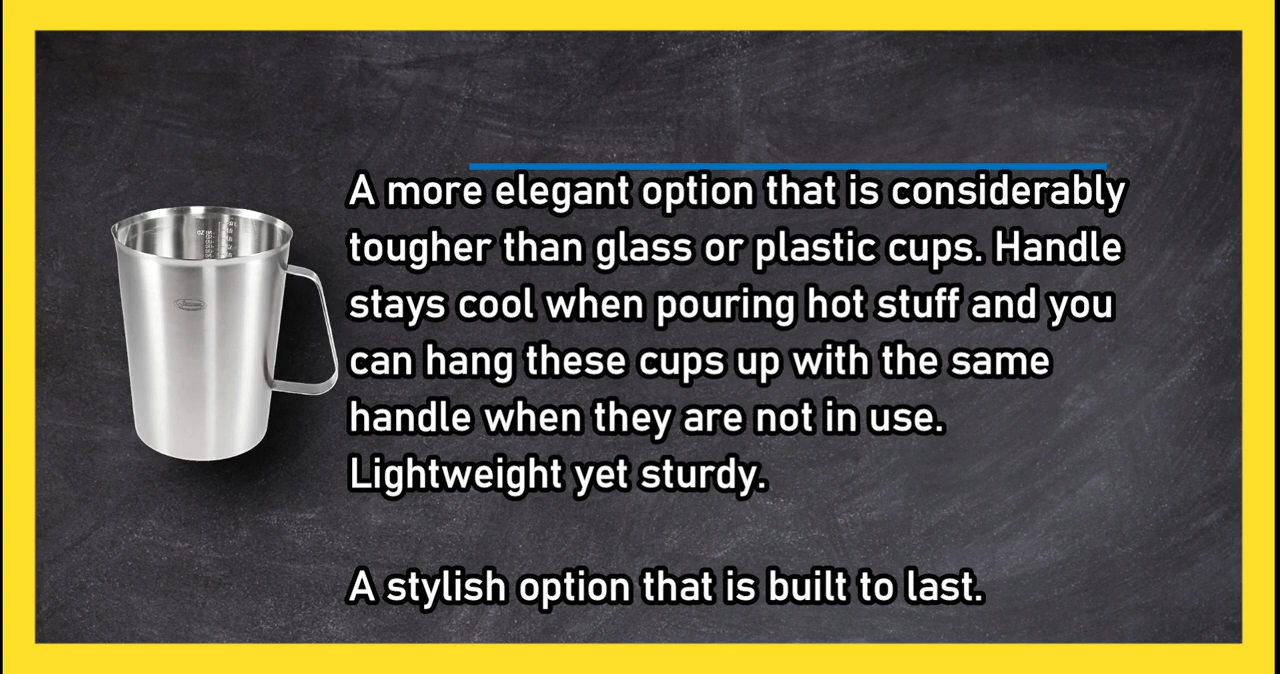 A more elegant option that is considerably
tougher than glass or plastic cups. Handle
stays cool when pouring hot stuff and you
can hang these cups up with the same
handle when they are not in use.
Lightweight yet sturdy.
A stylish option that is built to last.